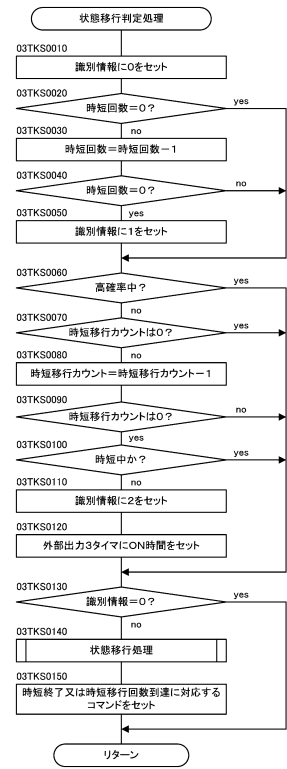 状態移行判定処理
03TKS0010
識別情報に0をセット
03TKS0020
時短回数=0?
yes
no
03TKS0030
時短回数=時短回数-1
03TKS0040
時短回数=0?
no
yes
03TKS0050
識別情報に1をセット
03TKS0060
高確率中?
yes
no
03TKS0070
時短移行カウントは0?
yes
no
03TKS0080
時短移行カウント=時短移行カウント-1
03TKS0090
時短移行カウントは0?
no
yes
03TKS0100
時短中か?
yes
no
03TKS0110
識別情報に2をセット
03TKS0120
外部出力3タイマにON時間をセット
03TKS0130
識別情報=0?
yes
no
03TKS0140
状態移行処理
03TKS0150
時短終了又は時短移行回数到達に対応する
コマンドをセット
リターン